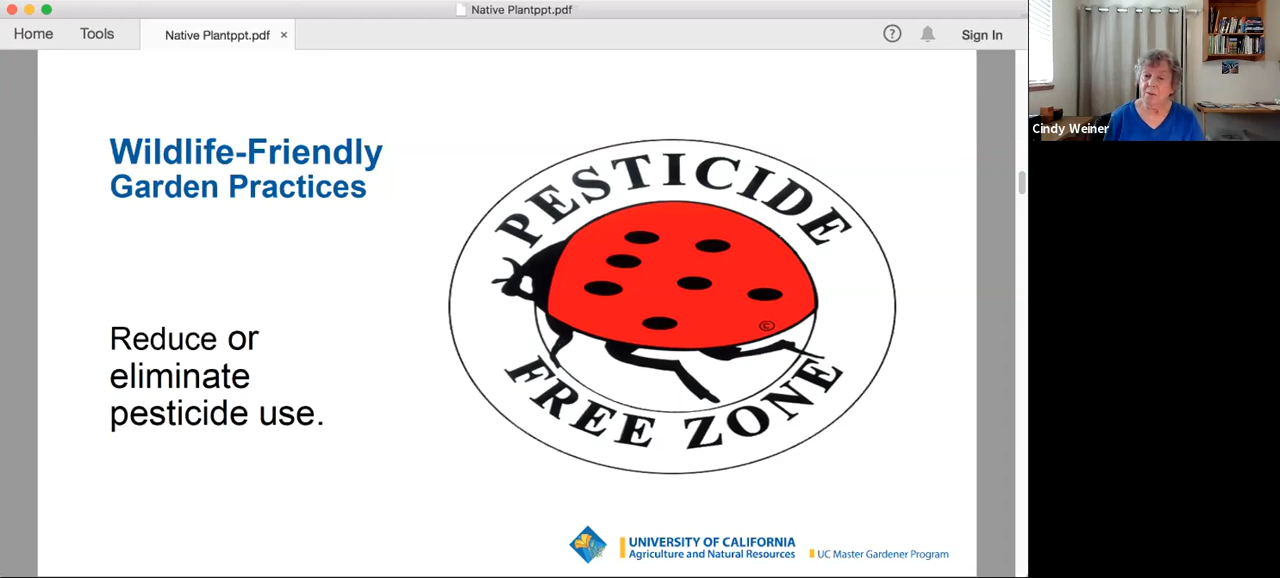 Native Plantppt.pdf
Home Tools Native Plantppt.pdf × ? Sign In
Cindy Weiner
Wildlife-Friendly
Garden Practices
PESTICIDE
FREE ZONE
©
Reduce or
eliminate
pesticide use.
UNIVERSITY OF CALIFORNIA
Agriculture and Natural Resources
UC Master Gardener Program